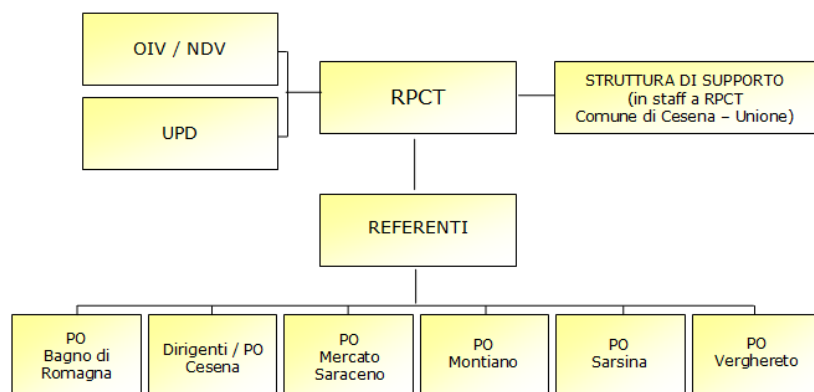 OIV / NDV
UPD
RPCT
STRUTTURA DI SUPPORTO
(in staff a RPCT
Comune di Cesena – Unione)
REFERENTI
PO
Bagno di
Romagna
Dirigenti / PO
Cesena
PO
Mercato
Saraceno
PO
Montiano
PO
Sarsina
PO
Verghereto